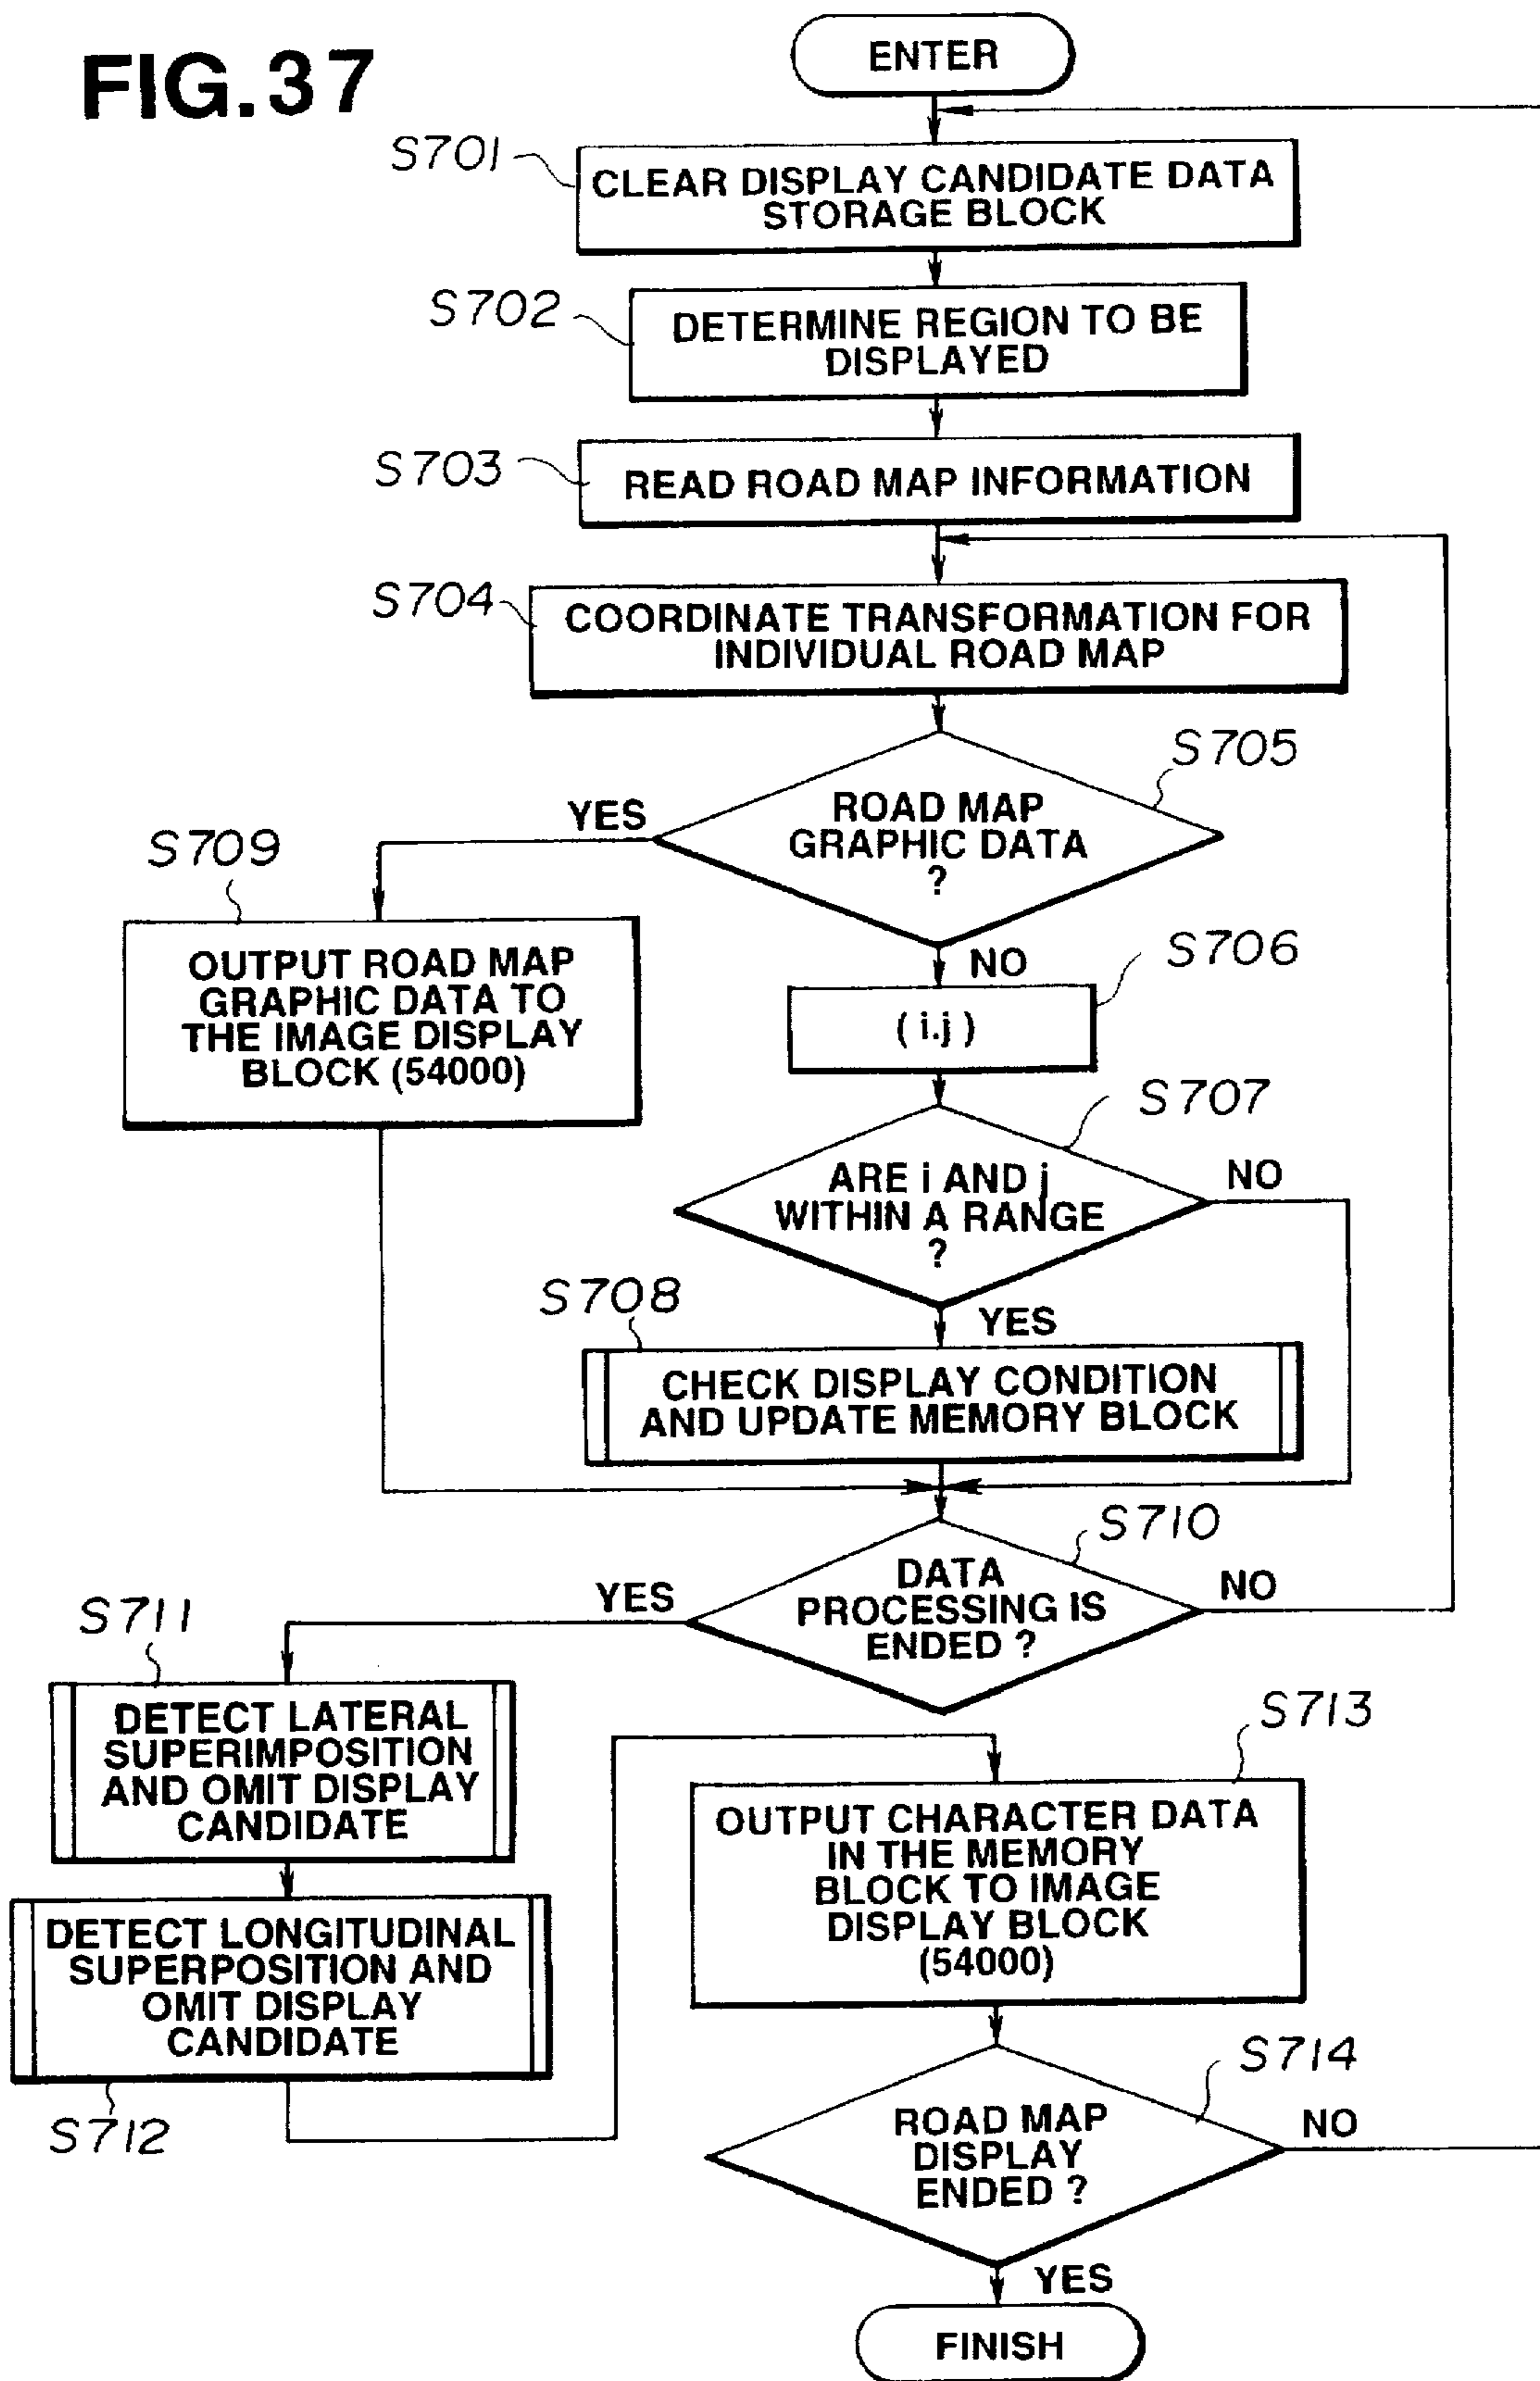 FIG.37
ENTER
S701
CLEAR DISPLAY CANDIDATE DATA
STORAGE BLOCK
S702
DETERMINE REGION TO BE
DISPLAYED
S703
READ ROAD MAP INFORMATION
S704
COORDINATE TRANSFORMATION FOR
INDIVIDUAL ROAD MAP
S705
ROAD MAP
GRAPHIC DATA
?
YES
S709
OUTPUT ROAD MAP
GRAPHIC DATA TO
THE IMAGE DISPLAY
BLOCK (54000)
NO
S706
( i.j )
S707
ARE i AND j
WITHIN A RANGE
?
NO
S708
YES
CHECK DISPLAY CONDITION
AND UPDATE MEMORY BLOCK
S710
DATA
PROCESSING IS
ENDED ?
YES
NO
S711
DETECT LATERAL
SUPERIMPOSITION
AND OMIT DISPLAY
CANDIDATE
DETECT LONGITUDINAL
SUPERPOSITION AND
OMIT DISPLAY
CANDIDATE
S712
S713
OUTPUT CHARACTER DATA
IN THE MEMORY
BLOCK TO IMAGE
DISPLAY BLOCK
(54000)
S714
ROAD MAP
DISPLAY
ENDED ?
NO
YES
FINISH